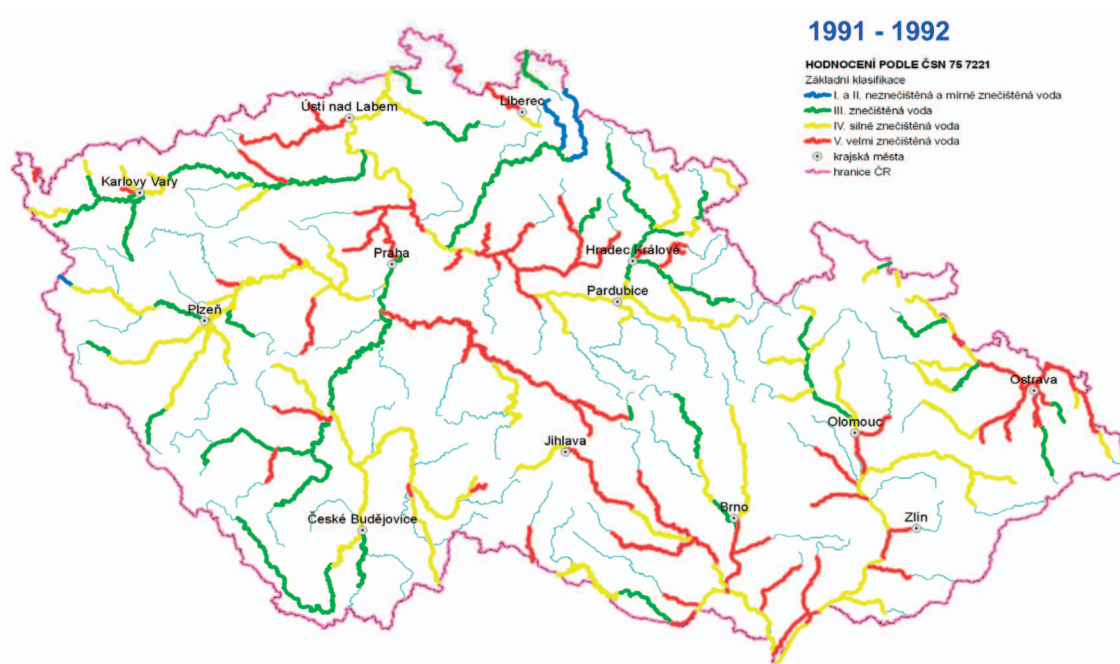 1991 - 1992
HODNOCENÍ PODLE ČSN 75 7221
Základní klasifikace
I. a II. neznečištěná a mírně znečištěná voda
III. znečištěná voda
IV. silně znečištěná voda
V. velmi znečištěná voda
krajská města
hranice ČR
Liberec
Ústí nad Labem
Karlovy Vary
Hradec Králové
Praha
Pardubice
Plzeň
Ostrava
Olomouc
Jihlava
Brno
Zlín
České Budějovice